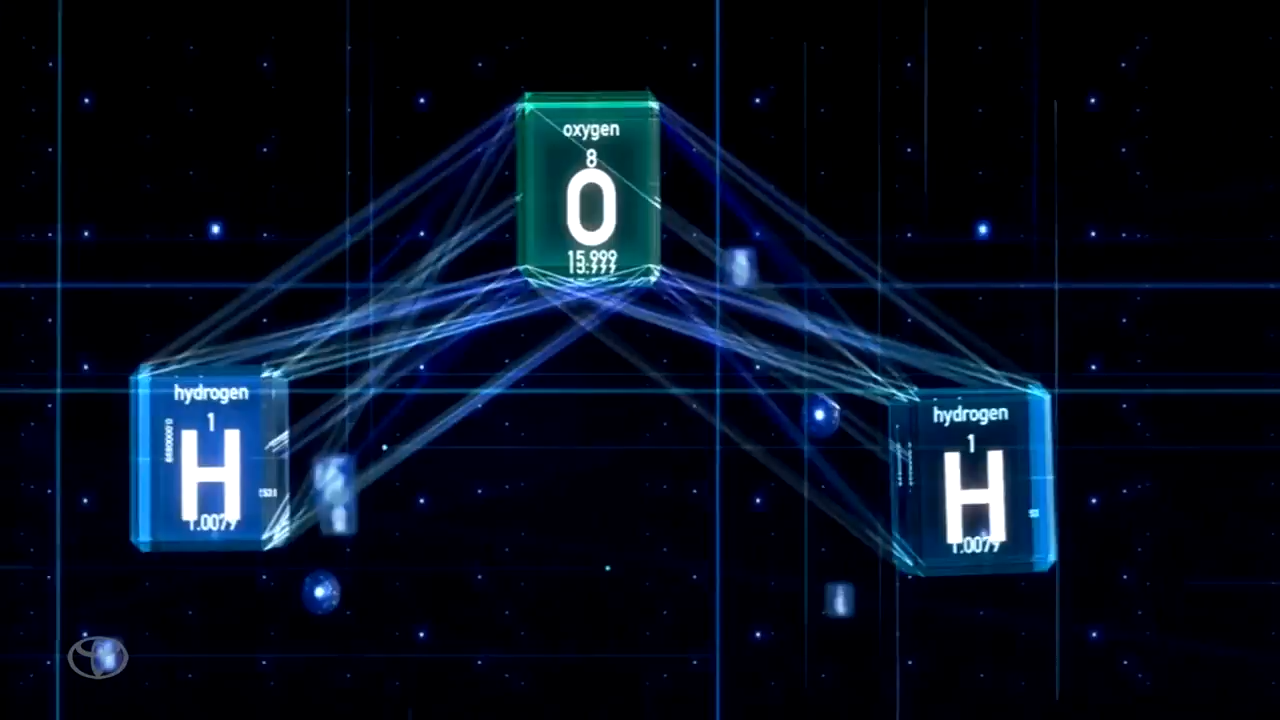 oxygen
8
O
15.999
hydrogen
1
H
1.0079
hydrogen
1
H
1.0079